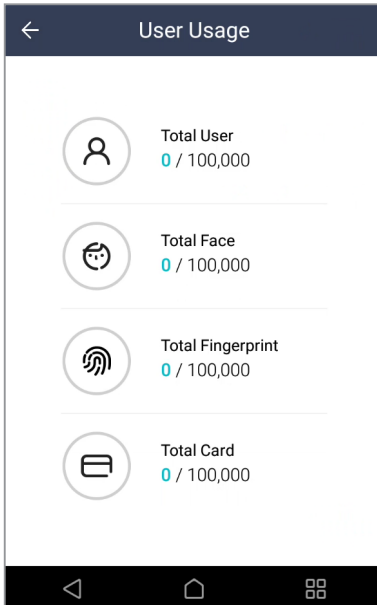 User Usage
Total User
0 / 100,000
Total Face
0 / 100,000
Total Fingerprint
0 / 100,000
Total Card
0 / 100,000